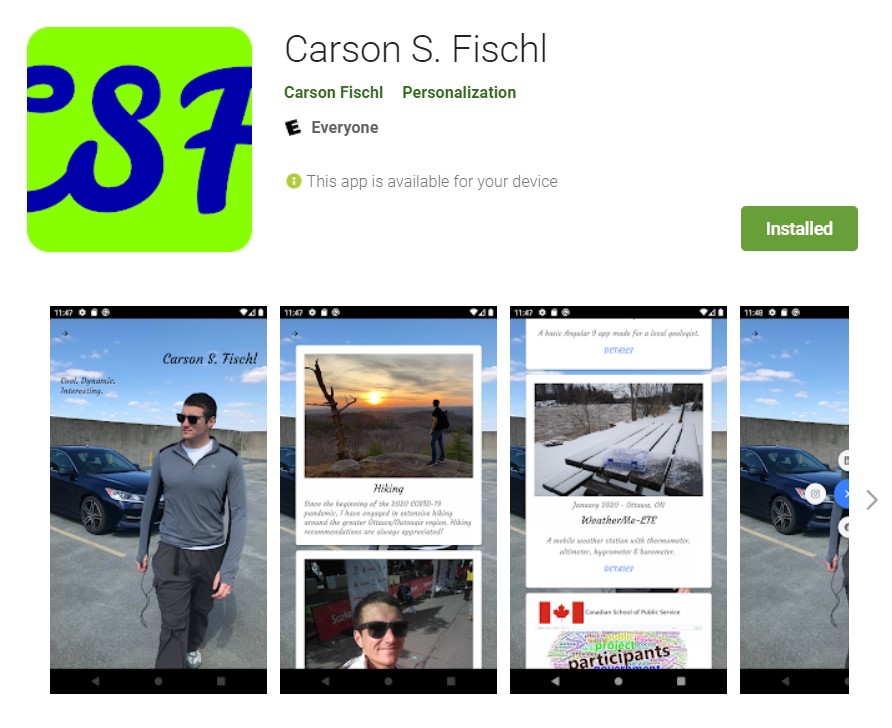 CSF
Carson S. Fischl
Carson Fischl Personalization
E Everyone
This app is available for your device
Installed
11:47
Carson S. Fischl
Cool. Dynamic.
Interesting.
11:47
Hiking
Since the beginning of the 2020 COVID-19
pandemic, I have engaged in extensive hiking
around the greater Ottawa/Outaouais region. Hiking
recommendations are always appreciated!
11:47
A basic Angular 9 app made for a local geologist.
DETAILS
January 2020 - Ottawa, ON
WeatherMe-LTE
A mobile weather station with thermometer,
altimeter, hygrometer & barometer.
DETAILS
Canadian School of Public Service
public
project
participants
government
11:48